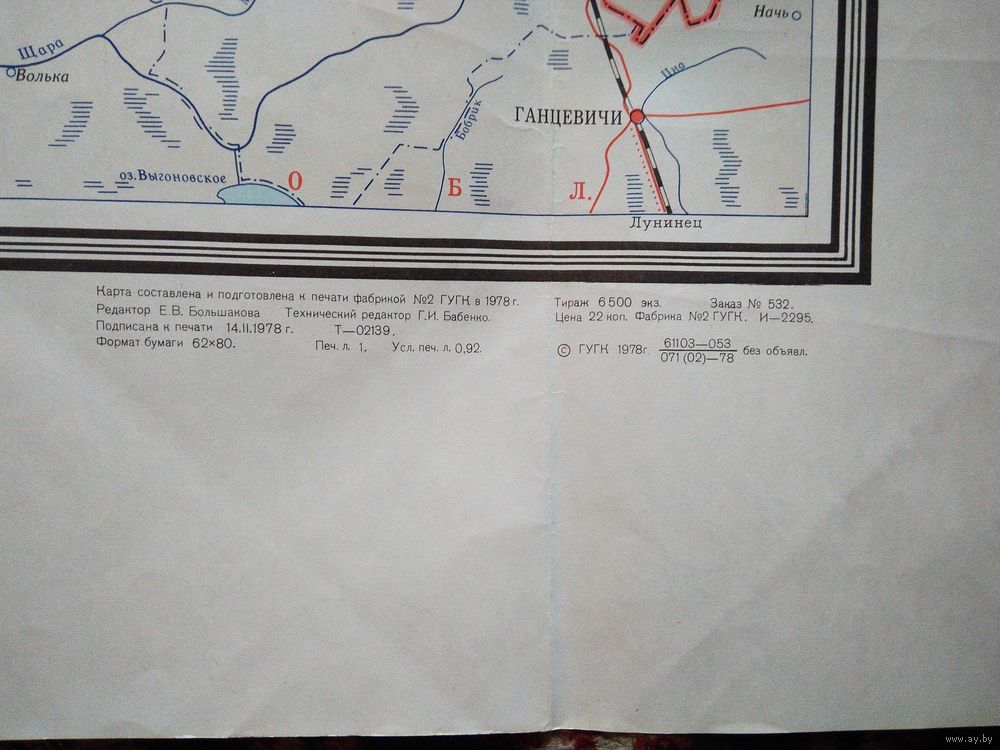 Начь
Щара
Волька
Цна
Бобрик
ГАНЦЕВИЧИ
оз.Выгоновское
О Б Л.
Лунинец
Карта составлена и подготовлена к печати фабрикой №2 ГУГК в 1978 г.
Редактор Е.В. Большакова Технический редактор Г.И. Бабенко.
Подписана к печати 14.II.1978 г. Т—02139.
Формат бумаги 62×80. Печ. л. 1. Усл. печ. л. 0,92.
Тираж 6500 экз. Заказ № 532.
Цена 22 коп. Фабрика №2 ГУГК. И—2295.
© ГУГК 1978г. 61103—053
071 (02)—78 без объявл.
www.ay.by